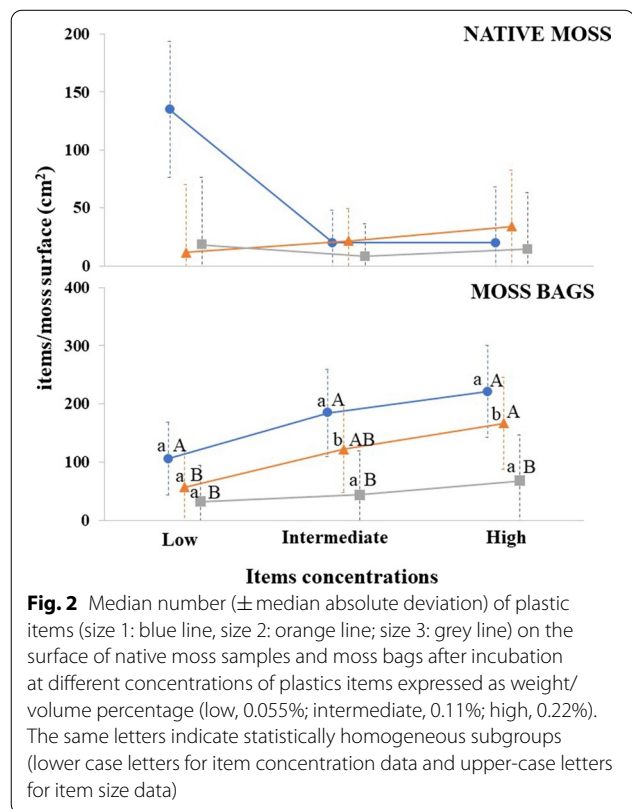 200
NATIVE MOSS
150
100
50
0
items/moss surface (cm²)
400
MOSS BAGS
300
200
100
0
a A
a B
a B
a A
b AB
a B
a A
b A
a B
Low Intermediate High
Items concentrations
Fig. 2 Median number (± median absolute deviation) of plastic
items (size 1: blue line, size 2: orange line; size 3: grey line) on the
surface of native moss samples and moss bags after incubation
at different concentrations of plastics items expressed as weight/
volume percentage (low, 0.055%; intermediate, 0.11%; high, 0.22%).
The same letters indicate statistically homogeneous subgroups
(lower case letters for item concentration data and upper-case letters
for item size data)